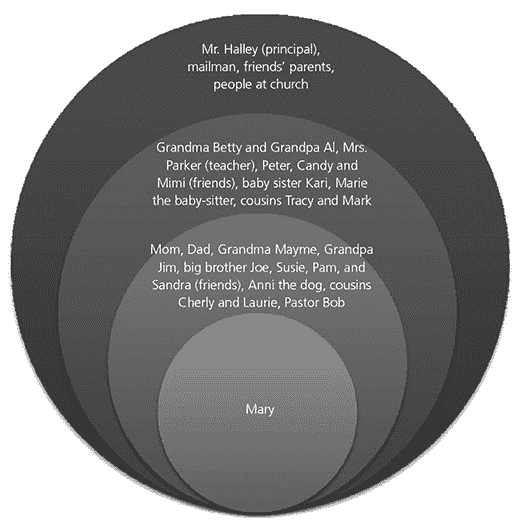 Mr. Halley (principal),
mailman, friends' parents,
people at church
Grandma Betty and Grandpa Al, Mrs.
Parker (teacher), Peter, Candy and
Mimi (friends), baby sister Kari, Marie
the baby-sitter, cousins Tracy and Mark
Mom, Dad, Grandma Mayme, Grandpa
Jim, big brother Joe, Susie, Pam, and
Sandra (friends), Anni the dog, cousins
Cherly and Laurie, Pastor Bob
Mary